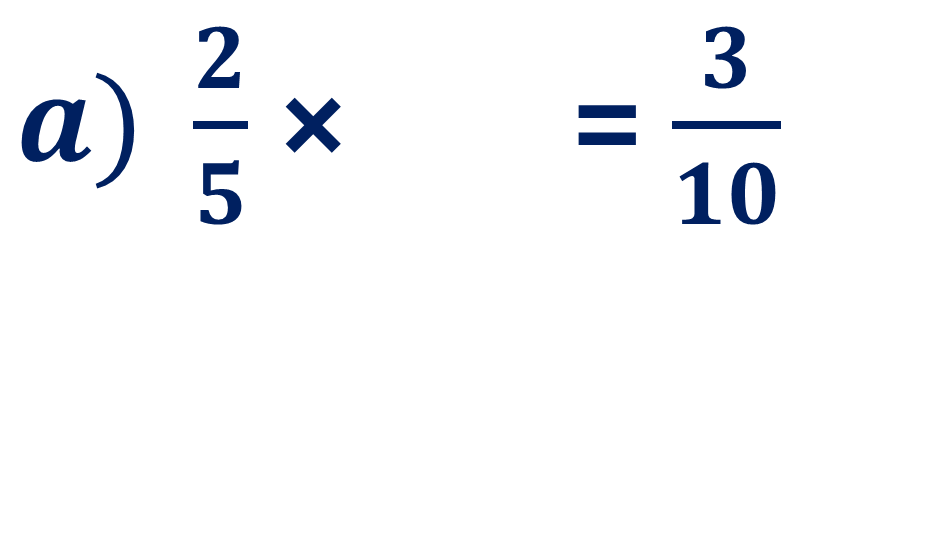 a) 2/5 × = 3/10